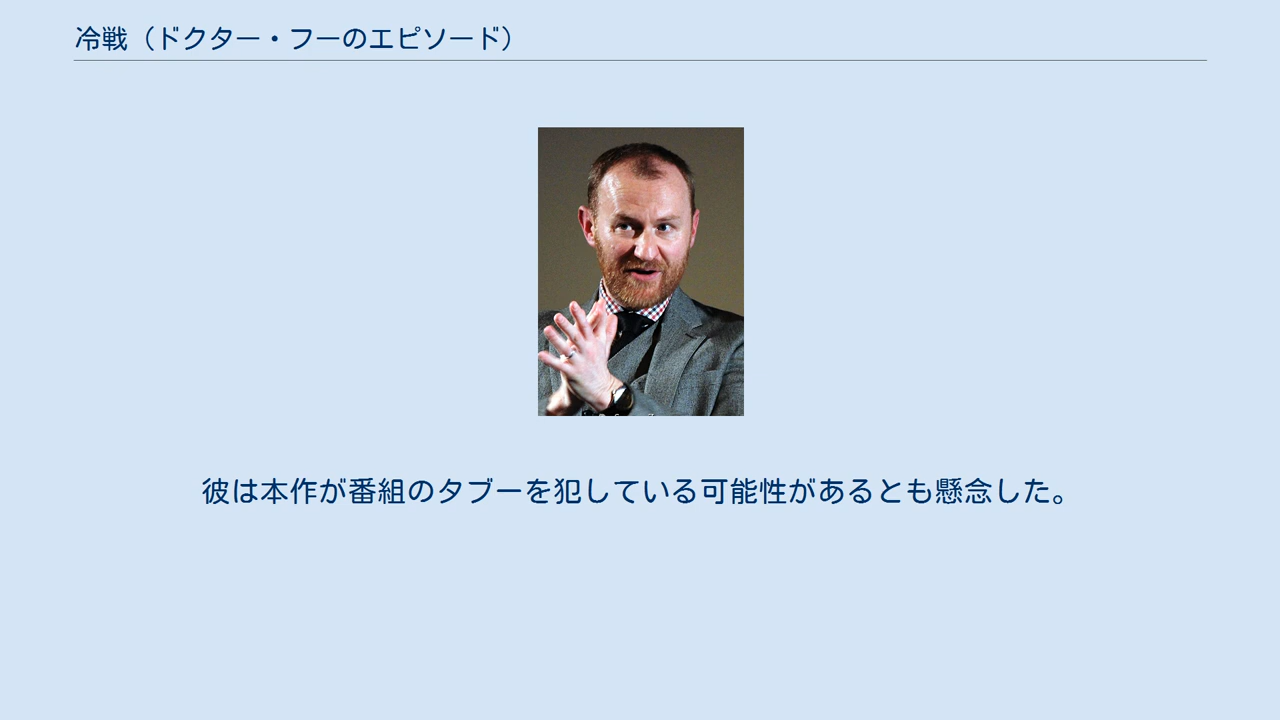 冷戦（ドクター・フーのエピソード）
彼は本作が番組のタブーを犯している可能性があるとも懸念した。